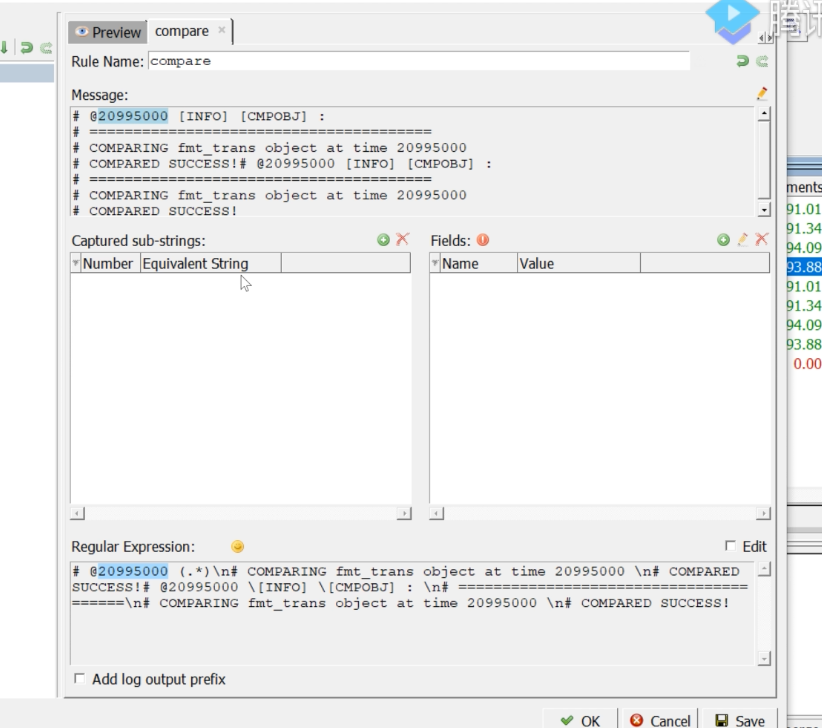 腾讯
Preview
compare ×
Rule Name: compare
Message:
# @20995000 [INFO] [CMPOBJ] :
# =======================================
# COMPARING fmt_trans object at time 20995000
# COMPARED SUCCESS!# @20995000 [INFO] [CMPOBJ] :
# =======================================
# COMPARING fmt_trans object at time 20995000
# COMPARED SUCCESS!
Captured sub-strings:
Fields:
Number Equivalent String
Name Value
Regular Expression:
Edit
# @20995000 (.*)\n# COMPARING fmt_trans object at time 20995000 \n# COMPARED
SUCCESS!# @20995000 \[INFO] \[CMPOBJ] : \n# =================================
======\n# COMPARING fmt_trans object at time 20995000 \n# COMPARED SUCCESS!
Add log output prefix
OK Cancel Save
ments
91.01
91.34
94.09
93.88
91.01
91.34
94.09
93.88
0.00